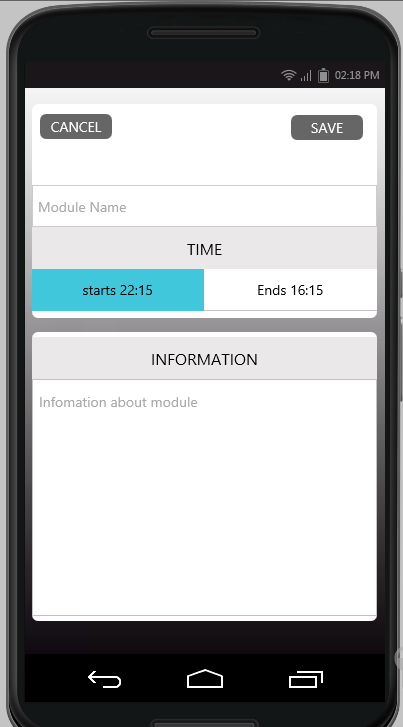 02:18 PM
CANCEL
SAVE
Module Name
TIME
starts 22:15
Ends 16:15
INFORMATION
Infomation about module